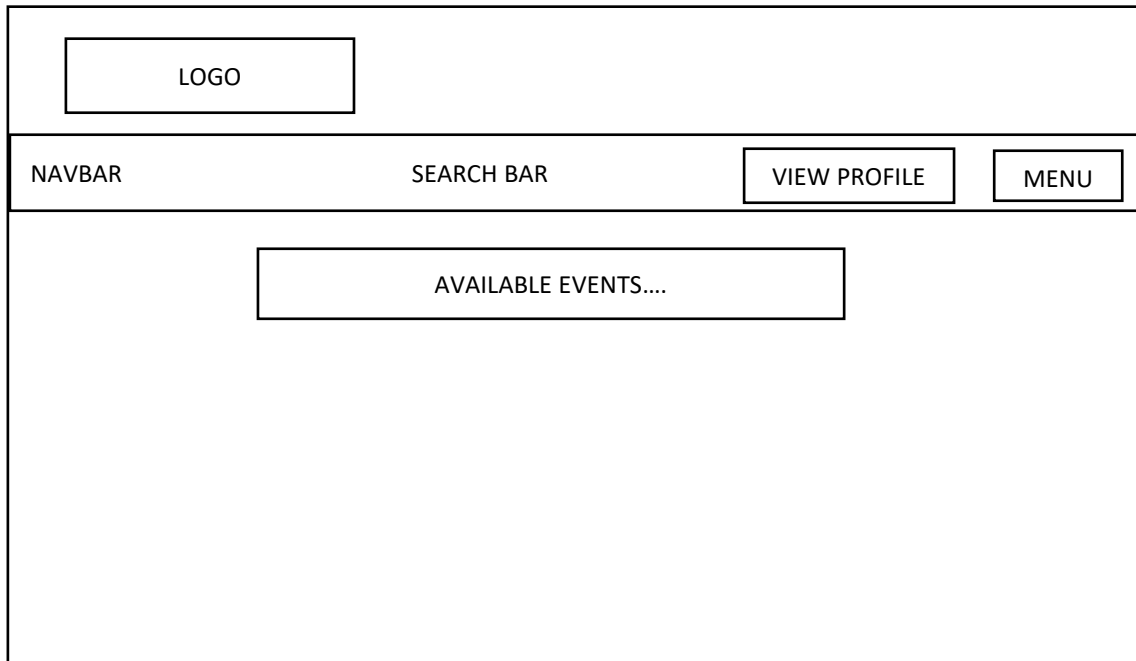 LOGO
NAVBAR
SEARCH BAR
VIEW PROFILE
MENU
AVAILABLE EVENTS....